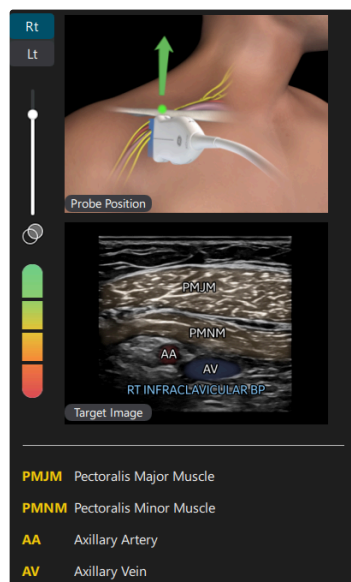 Rt
Lt
Probe Position
PMJM
PMNM
AA
AV
RT INFRACLAVICULAR BP
Target Image
PMJM Pectoralis Major Muscle
PMNM Pectoralis Minor Muscle
AA Axillary Artery
AV Axillary Vein